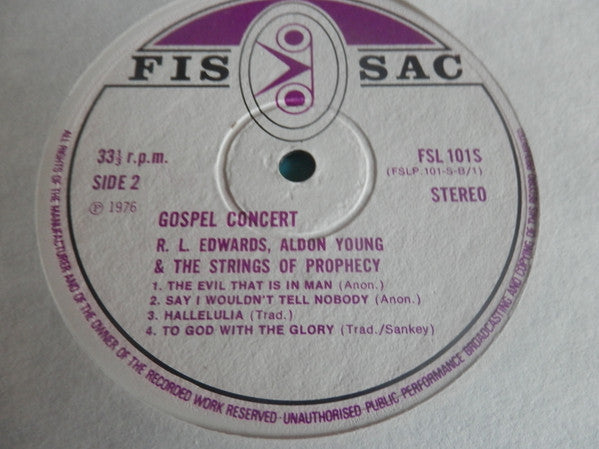 FIS SAC
33⅓ r.p.m.
SIDE 2
℗ 1976
FSL 101S
(FSLP. 101-S-B/1)
STEREO
GOSPEL CONCERT
R. L. EDWARDS, ALDON YOUNG
& THE STRINGS OF PROPHECY
1. THE EVIL THAT IS IN MAN (Anon.)
2. SAY I WOULDN'T TELL NOBODY (Anon.)
3. HALLELULIA (Trad.)
4. TO GOD WITH THE GLORY (Trad./Sankey)
ALL RIGHTS OF THE MANUFACTURER AND OF THE OWNER OF THE RECORDED WORK RESERVED · UNAUTHORISED PUBLIC PERFORMANCE BROADCASTING AND COPYING OF THIS RECORD